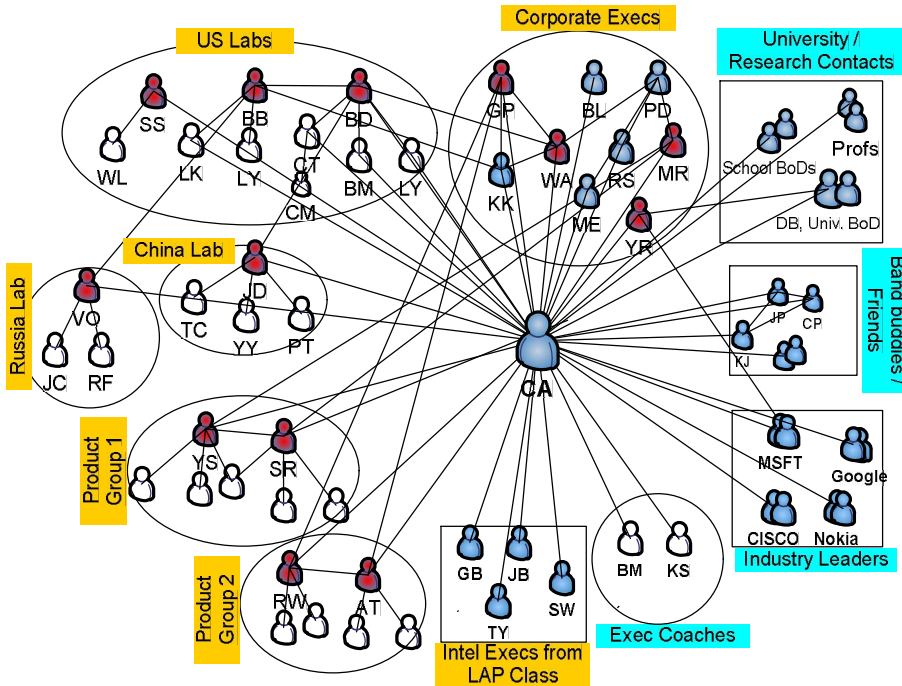 US Labs
Corporate Execs
University /
Research Contacts
SS
BB
BD
GP
BL
PD
WL
LK
LY
CT
CM
BM
LY
KK
WA
RS
MR
ME
YR
School BoDs
Profs
DB, Univ. BoD
China Lab
JD
TC
YY
PT
Russia Lab
VO
JC
RF
CA
Band buddies /
Friends
JP
CP
KJ
Product
Group 1
YS
SR
MSFT
Google
CISCO
Nokia
Industry Leaders
Product
Group 2
RW
AT
GB
JB
TY
SW
Intel Execs from
LAP Class
BM
KS
Exec Coaches